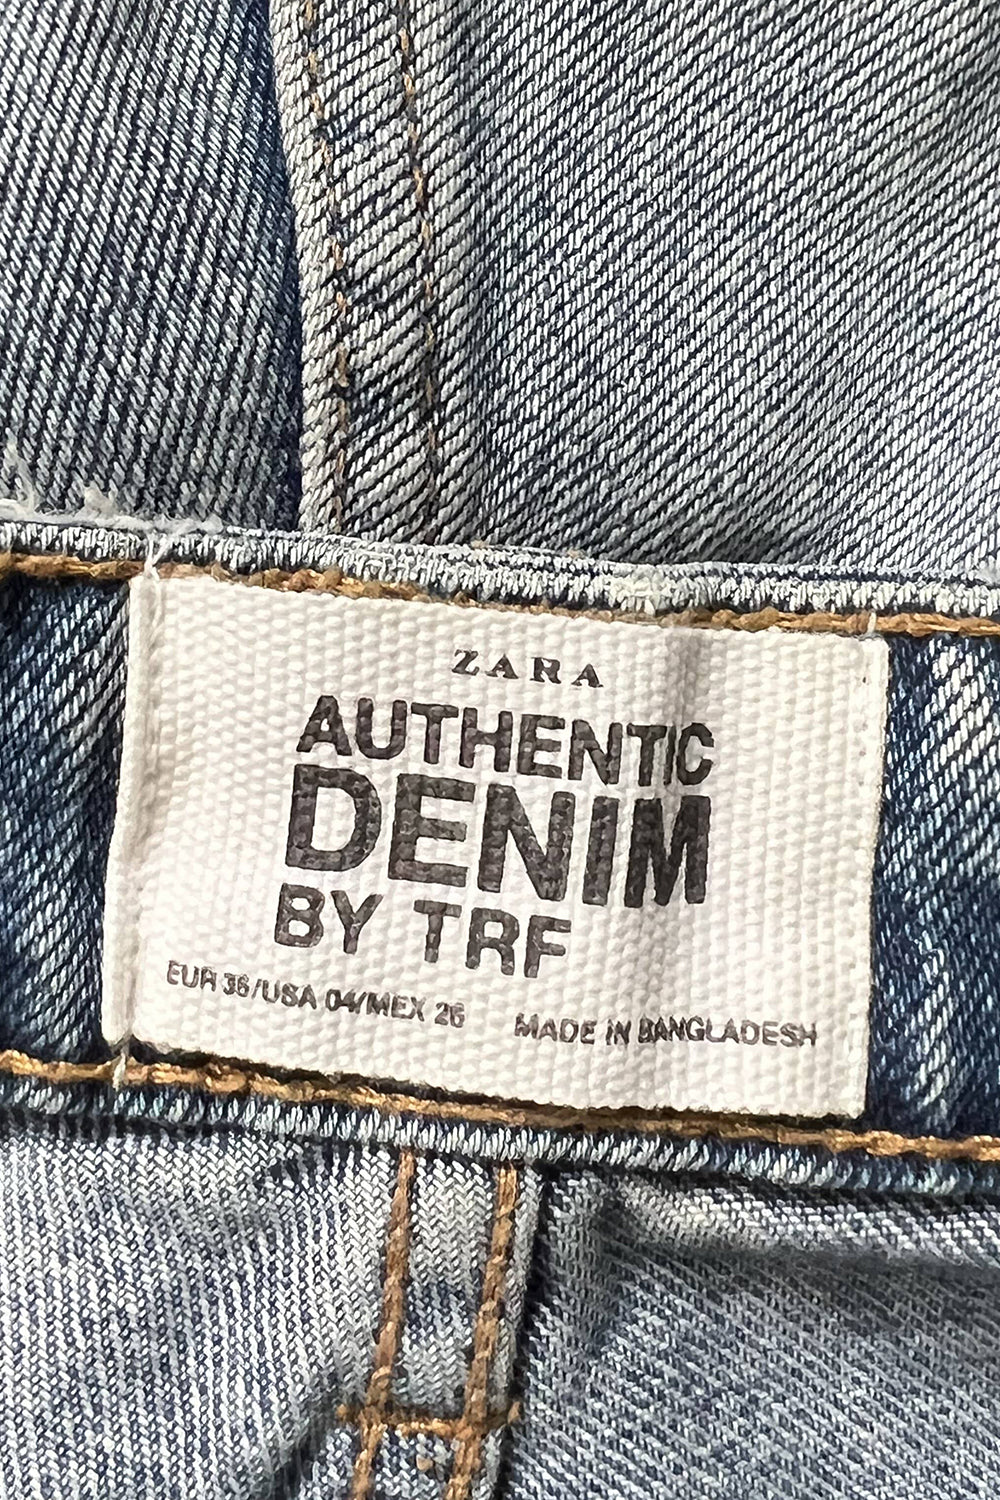 ZARA
AUTHENTIC
DENIM
BY TRF
EUR 36/USA 04/MEX 26 MADE IN BANGLADESH